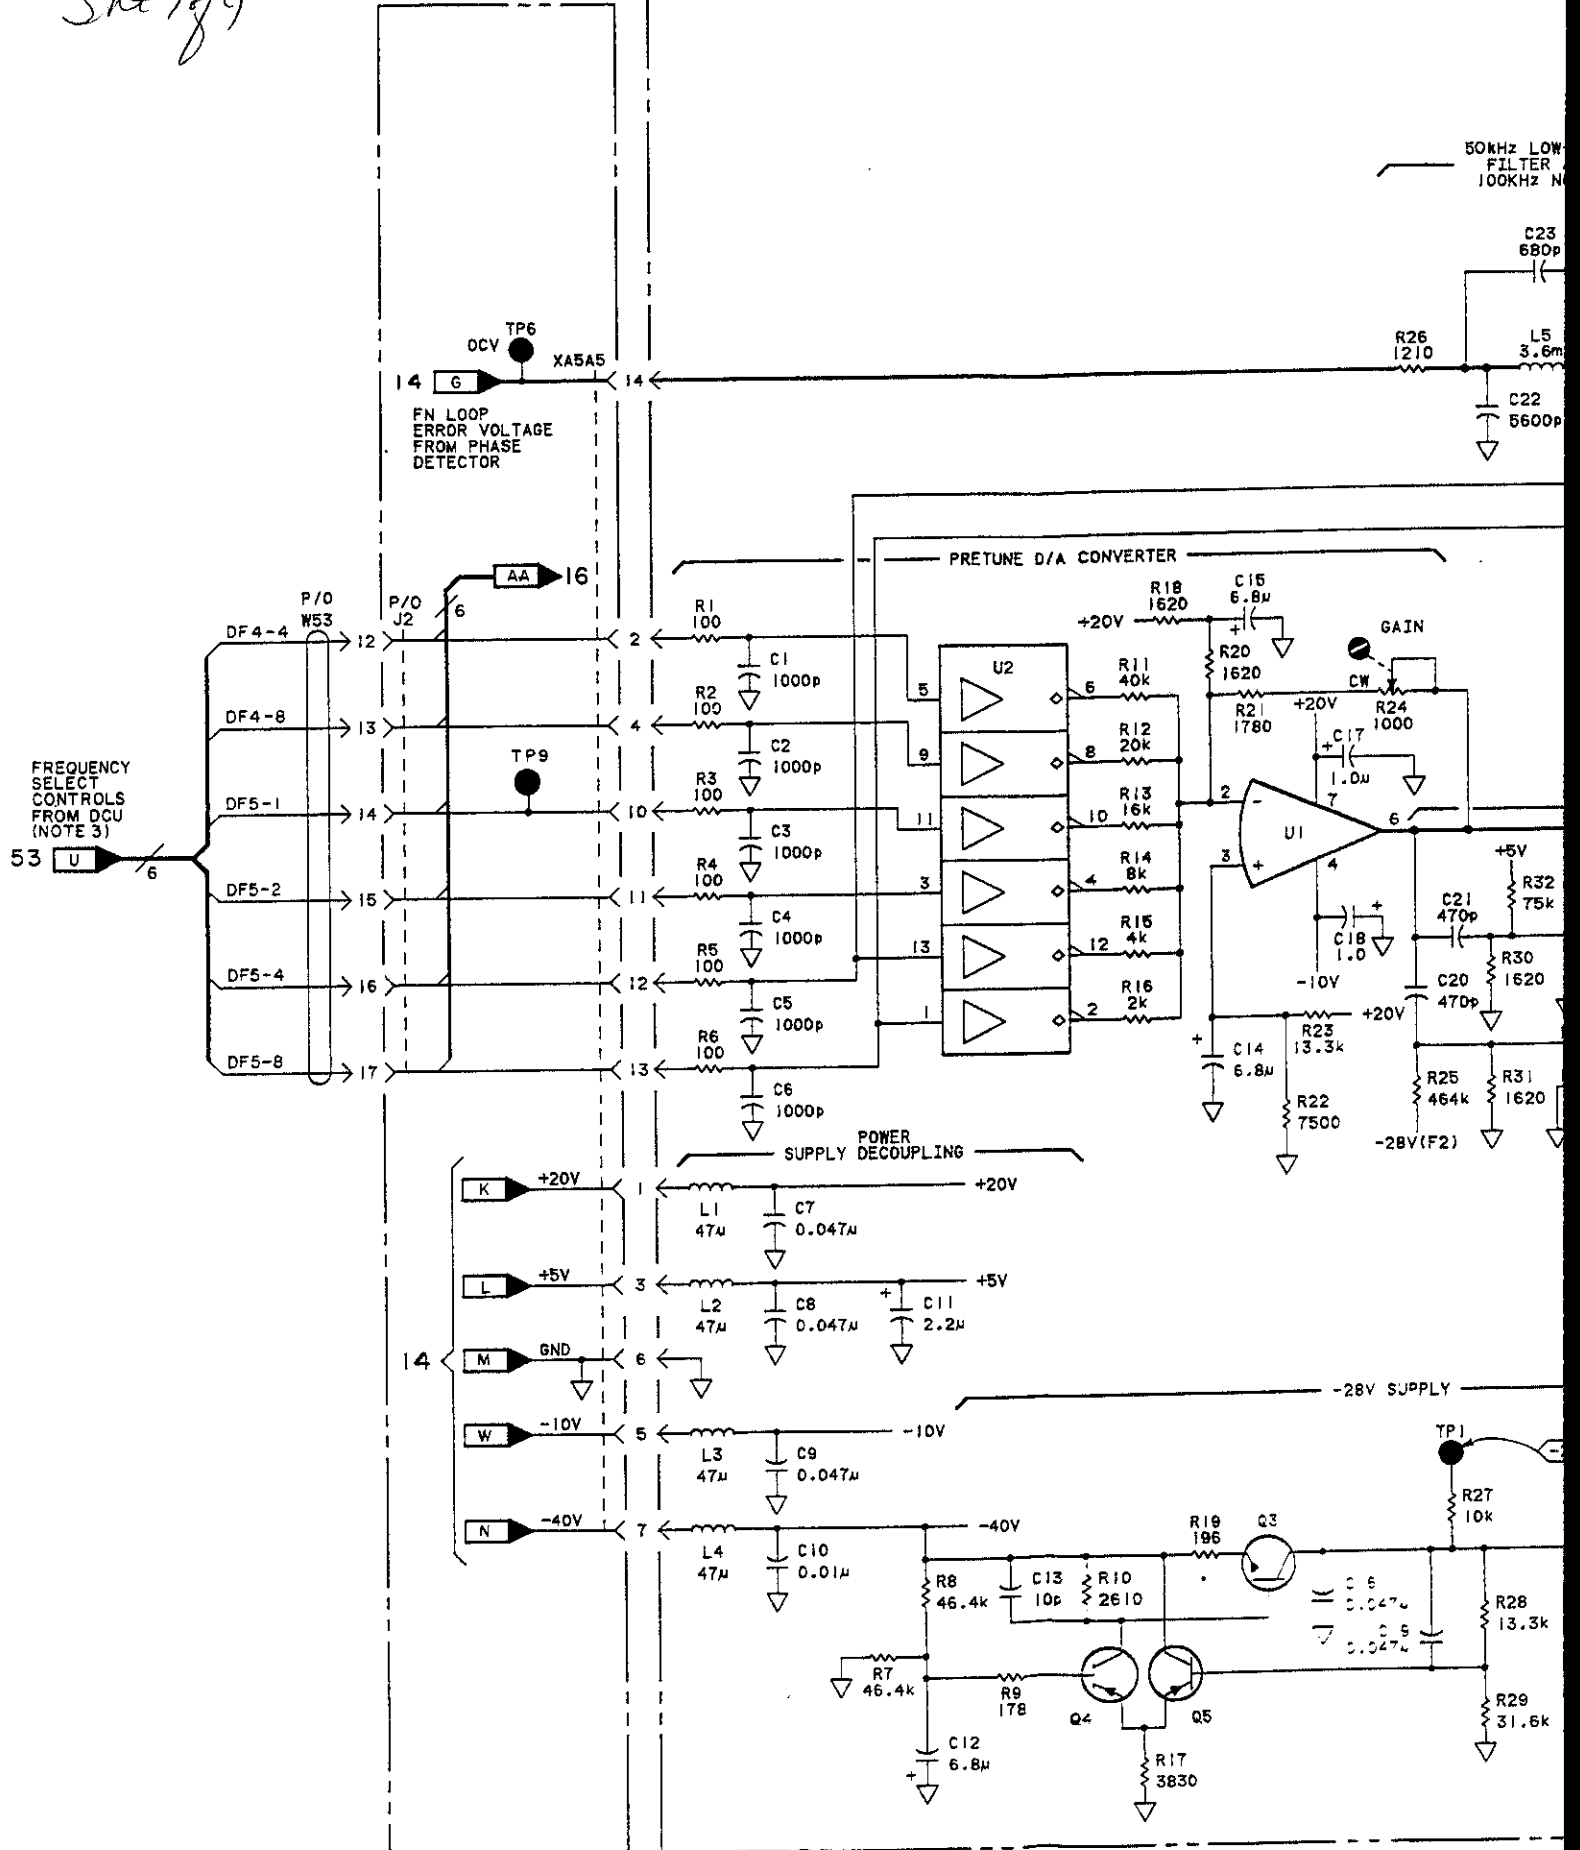 50kHz LOW
FILTER
100KHz N
C23
680p
TP6
0CV
XA5A5
14
G
14
R26
1210
L5
3.6m
C22
5600p
FN LOOP
ERROR VOLTAGE
FROM PHASE
DETECTOR
PRETUNE D/A CONVERTER
AA
16
P/O
W53
P/O
J2
6
DF4-4
12
2
R1
100
C1
1000p
DF4-8
13
4
R2
100
C2
1000p
FREQUENCY
SELECT
CONTROLS
FROM DCU
(NOTE 3)
53
U
6
TP9
DF5-1
14
10
R3
100
C3
1000p
DF5-2
15
11
R4
100
C4
1000p
DF5-4
16
12
R5
100
C5
1000p
DF5-8
17
13
R6
100
C6
1000p
U2
5
6
R11
40k
9
8
R12
20k
11
10
R13
16k
3
4
R14
8k
13
12
R15
4k
1
2
R16
2k
+20V
R18
1620
C15
6.8µ
+
R20
1620
GAIN
CW
R21
1780
+20V
R24
1000
+
C17
1.0µ
2
-
7
U1
6
3
+
4
+
C18
1.0
-10V
+5V
R32
75k
C21
470p
R30
1620
C20
470p
R23
13.3k
+20V
+
C14
6.8µ
R22
7500
R25
464k
R31
1620
-28V(F2)
POWER
SUPPLY DECOUPLING
K
+20V
1
L1
47µ
C7
0.047µ
+20V
L
+5V
3
L2
47µ
C8
0.047µ
+
C11
2.2µ
+5V
14
M
GND
6
W
-10V
5
L3
47µ
C9
0.047µ
-10V
N
-40V
7
L4
47µ
C10
0.01µ
-40V
-28V SUPPLY
TP1
R27
10k
R19
196
Q3
R8
46.4k
C13
10p
R10
2610
0.047µ
0.047µ
R28
13.3k
R7
46.4k
R9
178
Q4
Q5
R29
31.6k
C12
6.8µ
+
R17
3830